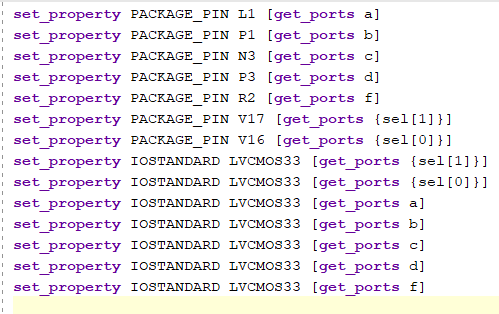 set_property PACKAGE_PIN L1 [get_ports a]
set_property PACKAGE_PIN P1 [get_ports b]
set_property PACKAGE_PIN N3 [get_ports c]
set_property PACKAGE_PIN P3 [get_ports d]
set_property PACKAGE_PIN R2 [get_ports f]
set_property PACKAGE_PIN V17 [get_ports {sel[1]}]
set_property PACKAGE_PIN V16 [get_ports {sel[0]}]
set_property IOSTANDARD LVCMOS33 [get_ports {sel[1]}]
set_property IOSTANDARD LVCMOS33 [get_ports {sel[0]}]
set_property IOSTANDARD LVCMOS33 [get_ports a]
set_property IOSTANDARD LVCMOS33 [get_ports b]
set_property IOSTANDARD LVCMOS33 [get_ports c]
set_property IOSTANDARD LVCMOS33 [get_ports d]
set_property IOSTANDARD LVCMOS33 [get_ports f]